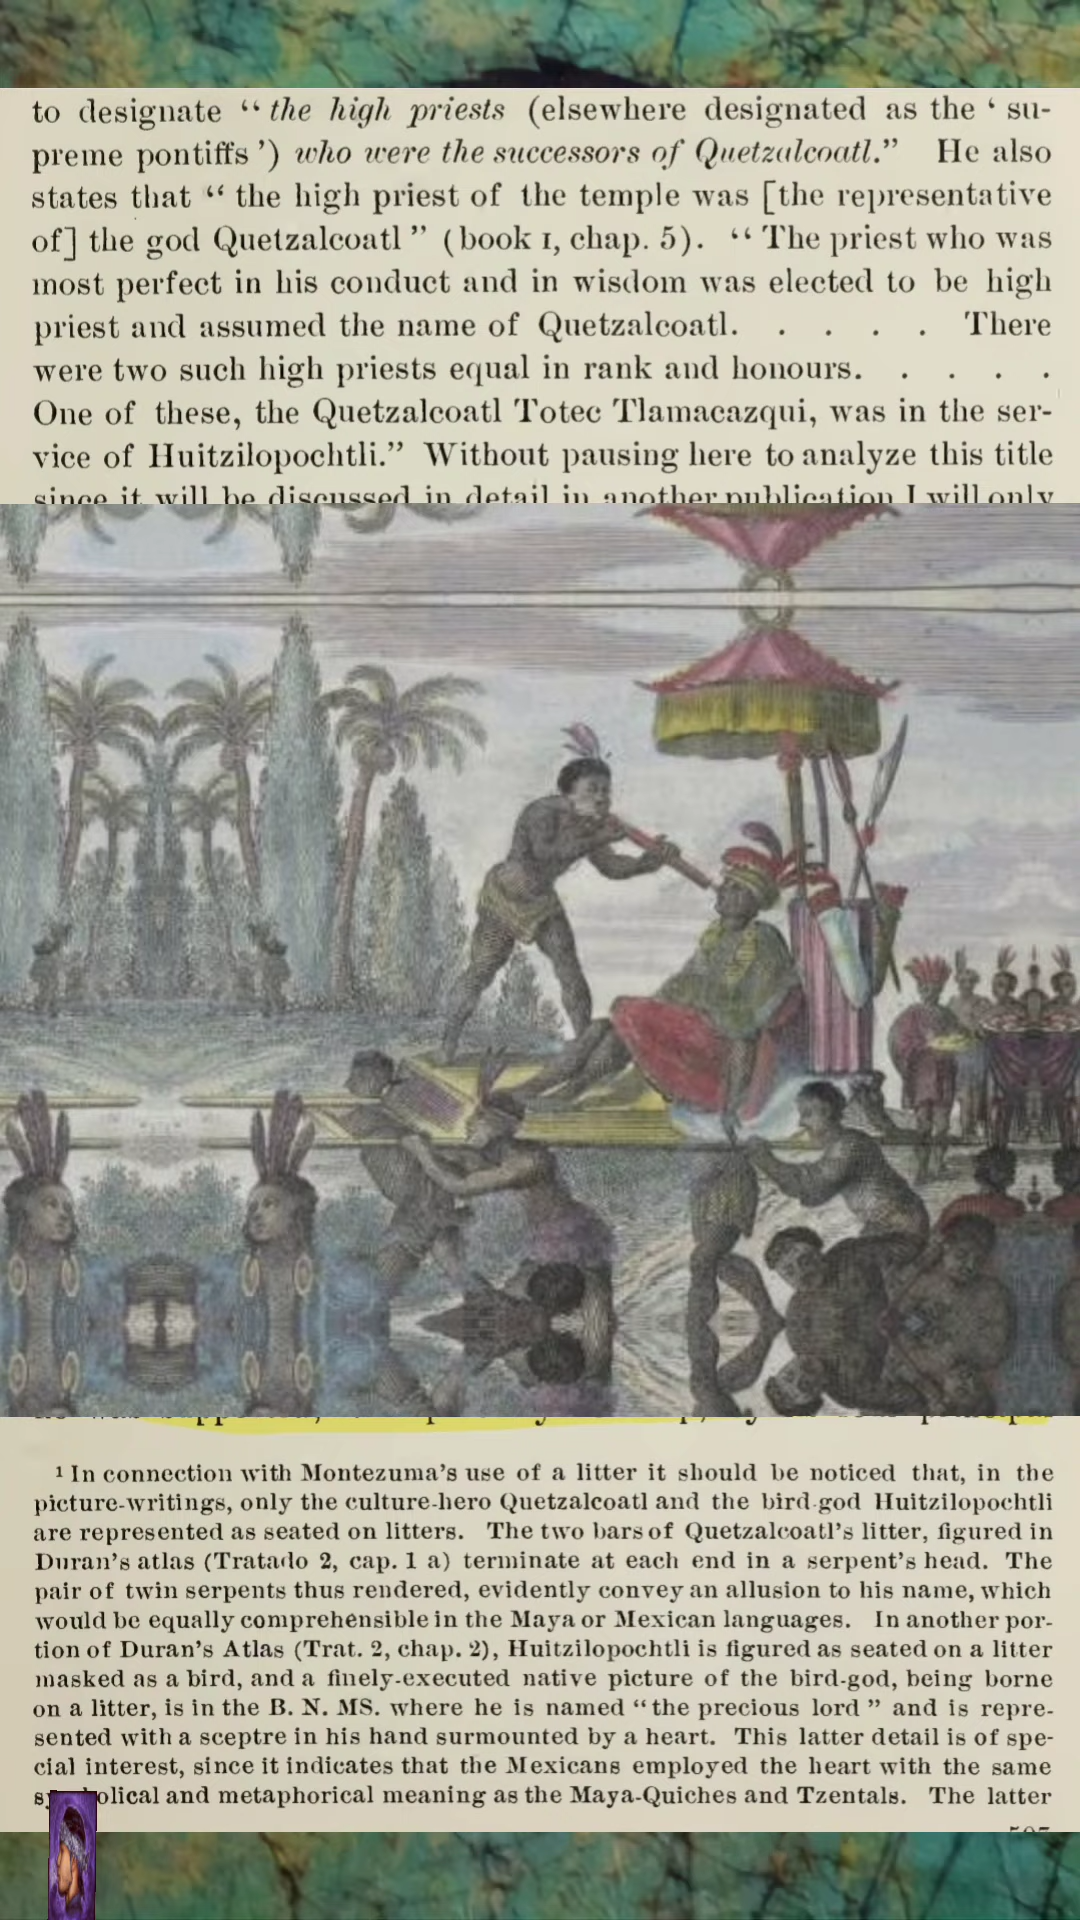 to designate “the high priests (elsewhere designated as the ‘ su-
preme pontiffs ’) who were the successors of Quetzalcoatl.” He also
states that “ the high priest of the temple was [the representative
of] the god Quetzalcoatl ” (book I, chap. 5). “ The priest who was
most perfect in his conduct and in wisdom was elected to be high
priest and assumed the name of Quetzalcoatl. . . . . There
were two such high priests equal in rank and honours. . . . .
One of these, the Quetzalcoatl Totec Tlamacazqui, was in the ser-
vice of Huitzilopochtli.” Without pausing here to analyze this title
since it will be discussed in detail in another publication I will only
¹ In connection with Montezuma’s use of a litter it should be noticed that, in the
picture-writings, only the culture-hero Quetzalcoatl and the bird-god Huitzilopochtli
are represented as seated on litters. The two bars of Quetzalcoatl’s litter, figured in
Duran’s atlas (Tratado 2, cap. 1 a) terminate at each end in a serpent’s head. The
pair of twin serpents thus rendered, evidently convey an allusion to his name, which
would be equally comprehensible in the Maya or Mexican languages. In another por-
tion of Duran’s Atlas (Trat. 2, chap. 2), Huitzilopochtli is figured as seated on a litter
masked as a bird, and a finely-executed native picture of the bird-god, being borne
on a litter, is in the B. N. MS. where he is named “ the precious lord ” and is repre-
sented with a sceptre in his hand surmounted by a heart. This latter detail is of spe-
cial interest, since it indicates that the Mexicans employed the heart with the same
and metaphorical meaning as the Maya-Quiches and Tzentals. The latter